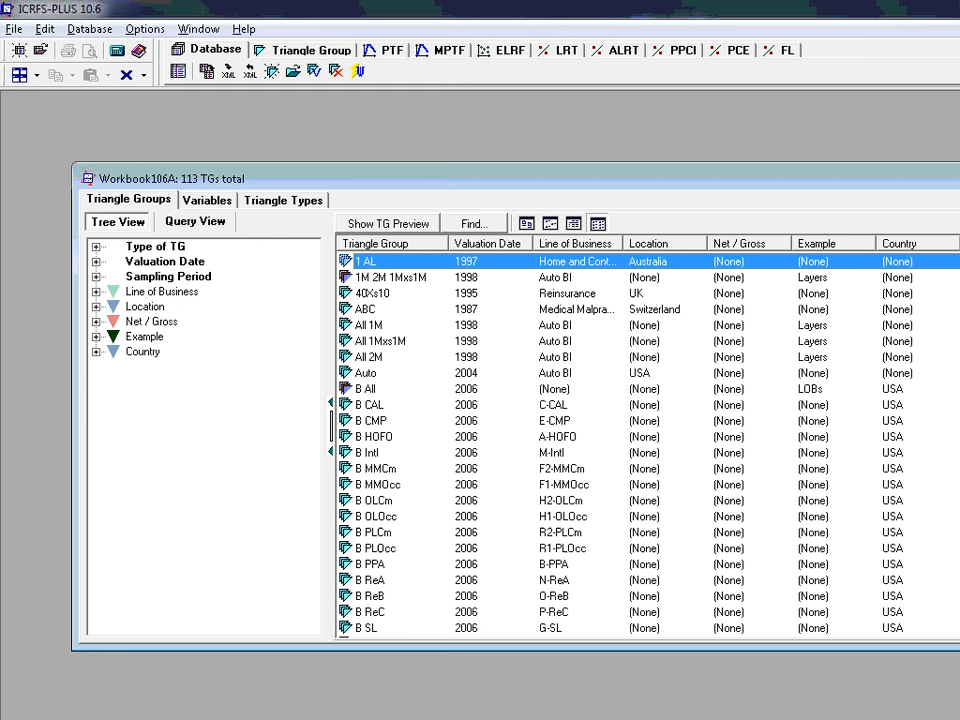 ICRFS-PLUS 10.6
File Edit Database Options Window Help
Database Triangle Group PTF MPTF ELRF LRT ALRT PPCI PCE FL
Workbook106A: 113 TGs total
Triangle Groups Variables Triangle Types
Tree View Query View
Show TG Preview Find...
Type of TG
Valuation Date
Sampling Period
Line of Business
Location
Net / Gross
Example
Country
Triangle Group Valuation Date Line of Business Location Net / Gross Example Country
1 AL 1997 Home and Cont... Australia (None) (None) (None)
1M 2M 1Mxs1M 1998 Auto BI (None) (None) Layers (None)
40Xs10 1995 Reinsurance UK (None) (None) (None)
ABC 1987 Medical Malpra... Switzerland (None) (None) (None)
All 1M 1998 Auto BI (None) (None) Layers (None)
All 1Mxs1M 1998 Auto BI (None) (None) Layers (None)
All 2M 1998 Auto BI (None) (None) Layers (None)
Auto 2004 Auto BI USA (None) (None) (None)
B All 2006 (None) (None) (None) LOBs USA
B CAL 2006 C-CAL (None) (None) (None) USA
B CMP 2006 E-CMP (None) (None) (None) USA
B HOFO 2006 A-HOFO (None) (None) (None) USA
B Intl 2006 M-Intl (None) (None) (None) USA
B MMCm 2006 F2-MMCm (None) (None) (None) USA
B MMOcc 2006 F1-MMOcc (None) (None) (None) USA
B OLCm 2006 H2-OLCm (None) (None) (None) USA
B OLOcc 2006 H1-OLOcc (None) (None) (None) USA
B PLCm 2006 R2-PLCm (None) (None) (None) USA
B PLOcc 2006 R1-PLOcc (None) (None) (None) USA
B PPA 2006 B-PPA (None) (None) (None) USA
B ReA 2006 N-ReA (None) (None) (None) USA
B ReB 2006 O-ReB (None) (None) (None) USA
B ReC 2006 P-ReC (None) (None) (None) USA
B SL 2006 G-SL (None) (None) (None) USA